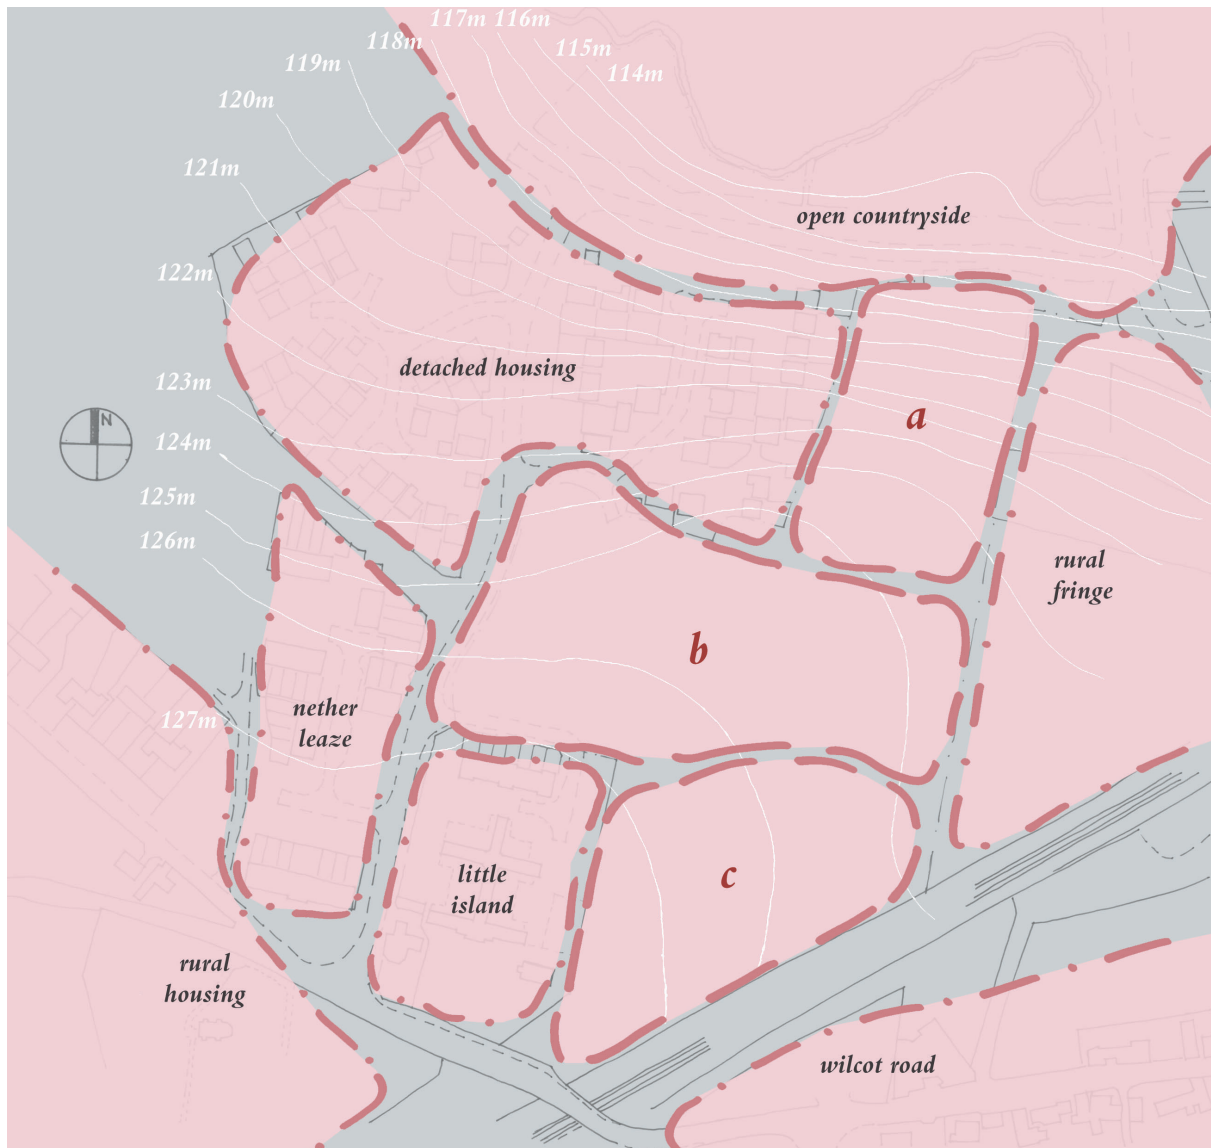 117m
116m
118m
115m
119m
114m
120m
121m
open countryside
122m
detached housing
123m
a
N
124m
125m
126m
rural
fringe
b
nether
leaze
127m
little
island
c
rural
housing
wilcot road